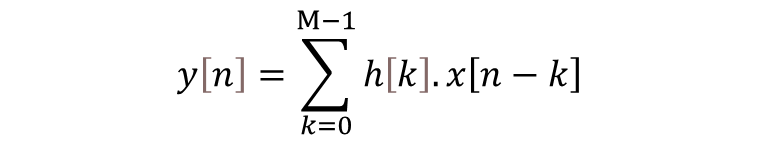 M−1
y[n] = ∑ h[k]. x[n − k]
k=0